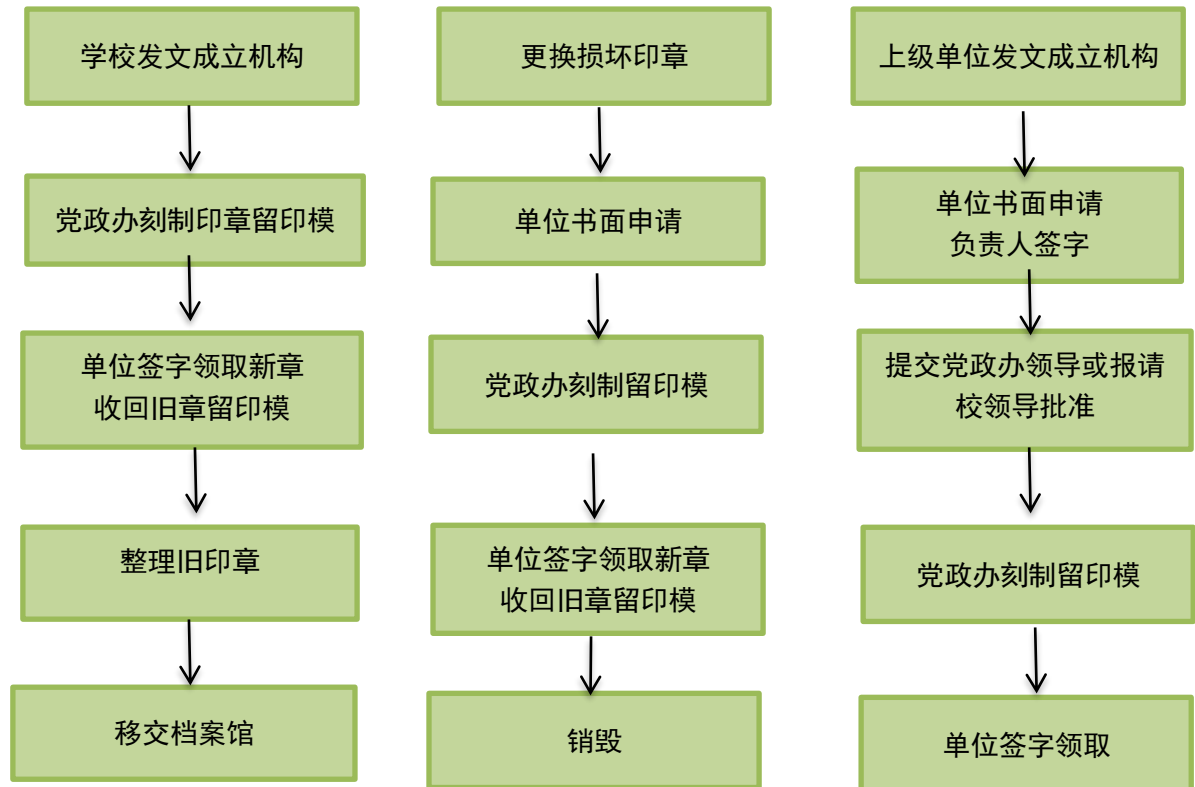 学校发文成立机构
党政办刻制印章留印模
单位签字领取新章
收回旧章留印模
整理旧印章
移交档案馆
更换损坏印章
单位书面申请
党政办刻制留印模
单位签字领取新章
收回旧章留印模
销毁
上级单位发文成立机构
单位书面申请
负责人签字
提交党政办领导或报请
校领导批准
党政办刻制留印模
单位签字领取